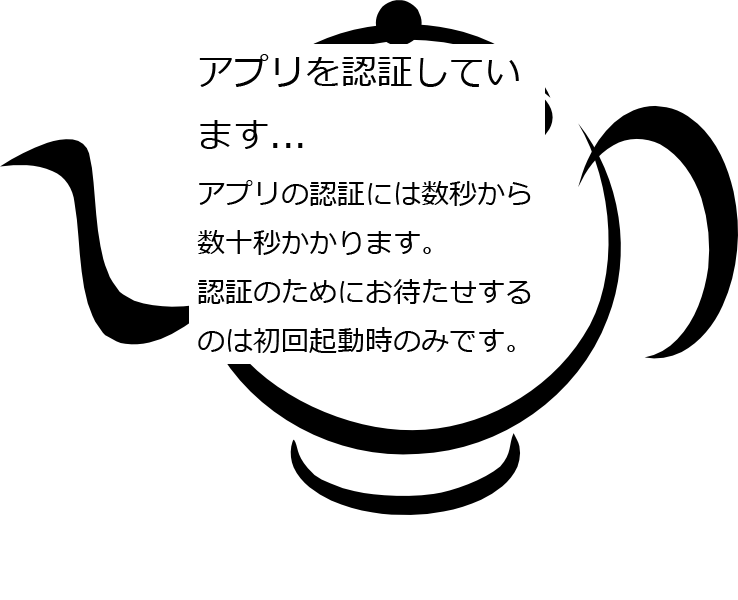 アプリを認証してい
ます...
アプリの認証には数秒から
数十秒かかります。
認証のためにお待たせする
のは初回起動時のみです。